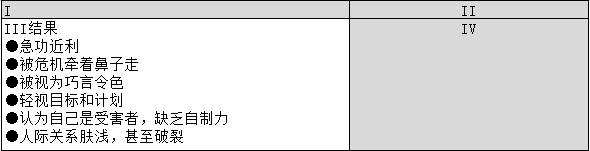 I II
III结果 IV
●急功近利
●被危机牵着鼻子走
●被视为巧言令色
●轻视目标和计划
●认为自己是受害者，缺乏自制力
●人际关系肤浅，甚至破裂